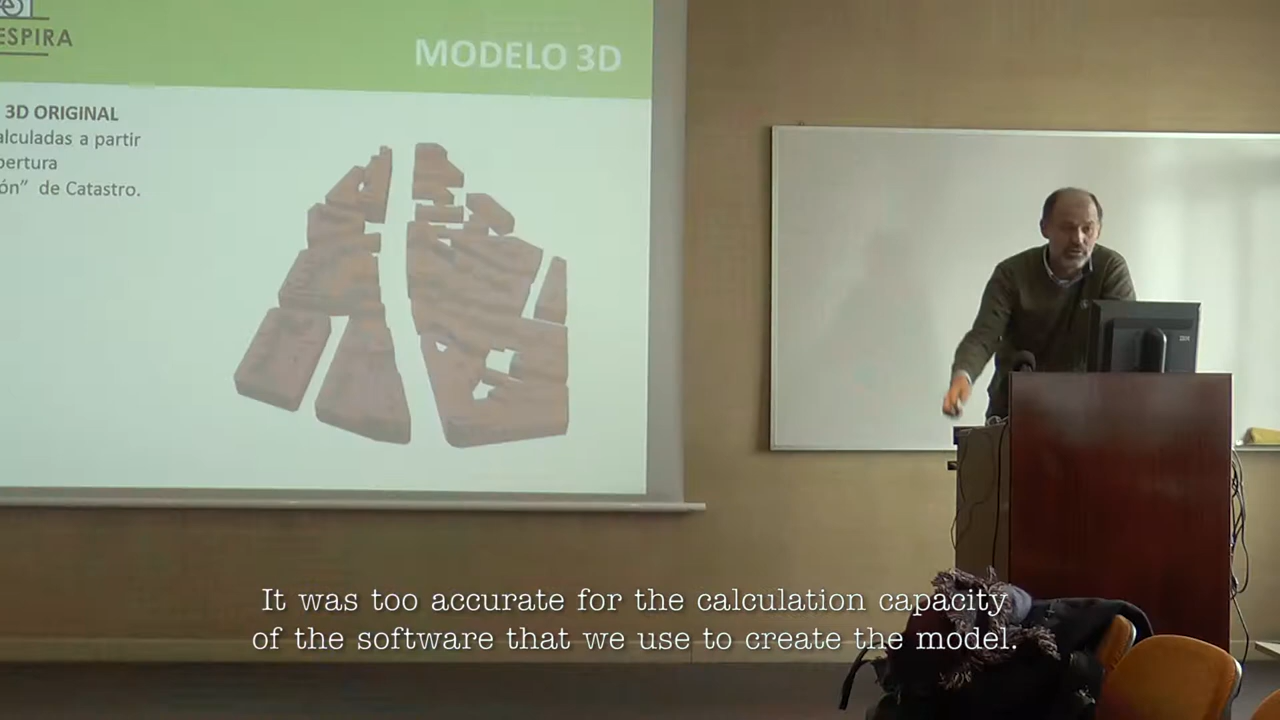 ESPIRA
MODELO 3D
3D ORIGINAL
alculadas a partir
bertura
ón” de Catastro.
It was too accurate for the calculation capacity
of the software that we use to create the model.